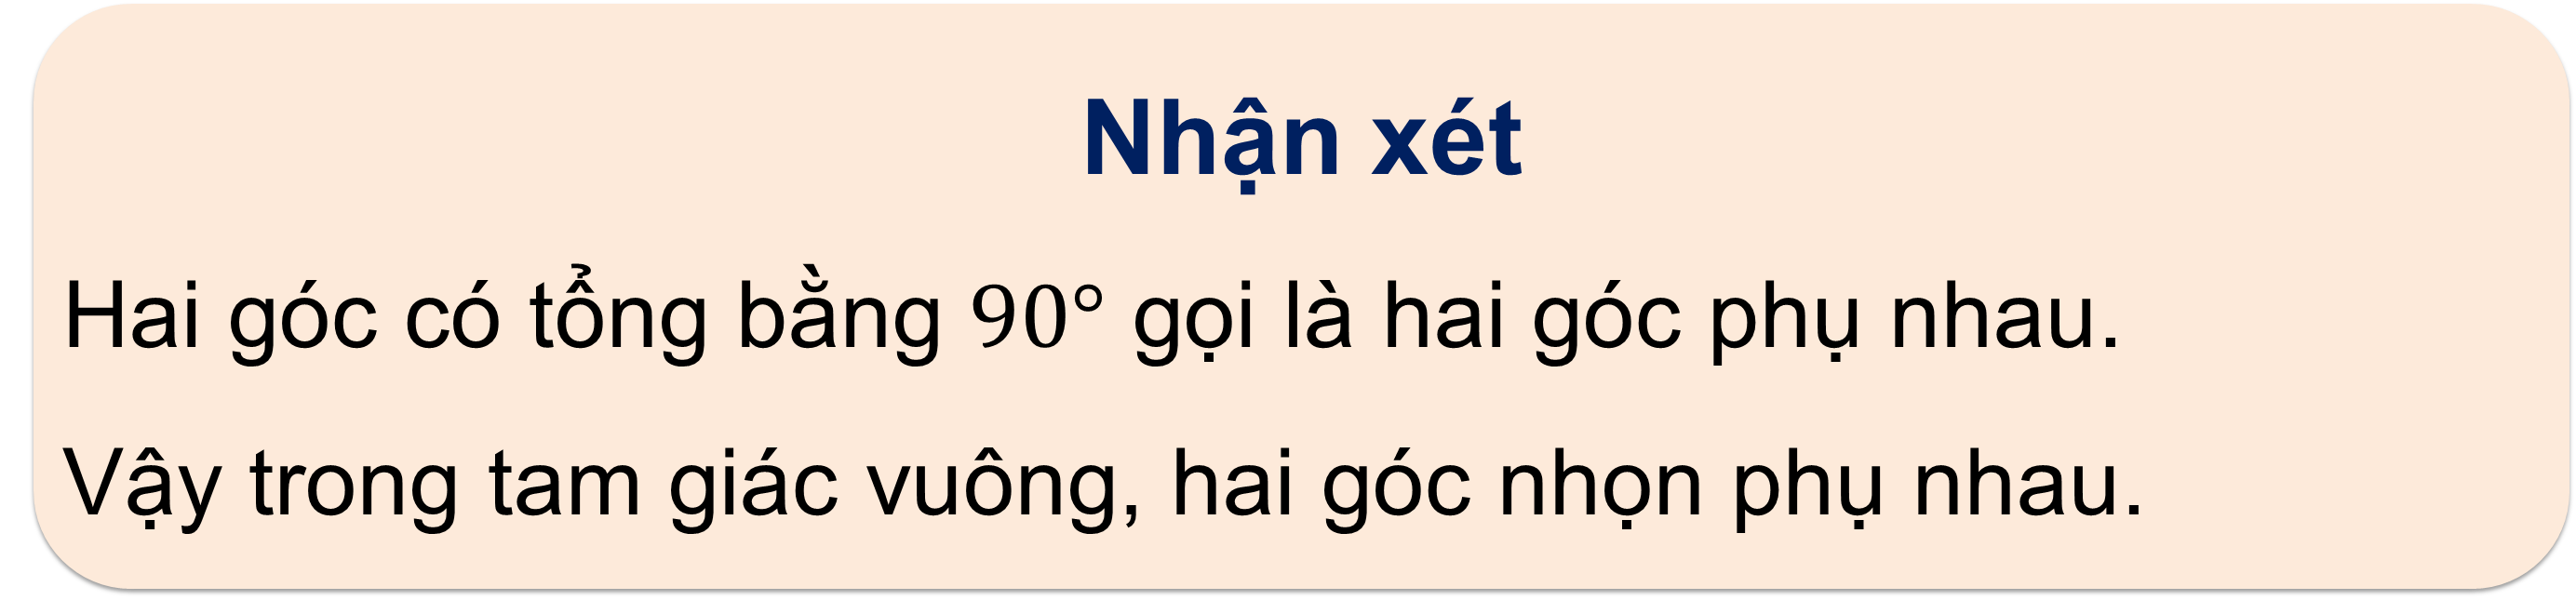 Nhận xét
Hai góc có tổng bằng 90° gọi là hai góc phụ nhau.
Vậy trong tam giác vuông, hai góc nhọn phụ nhau.